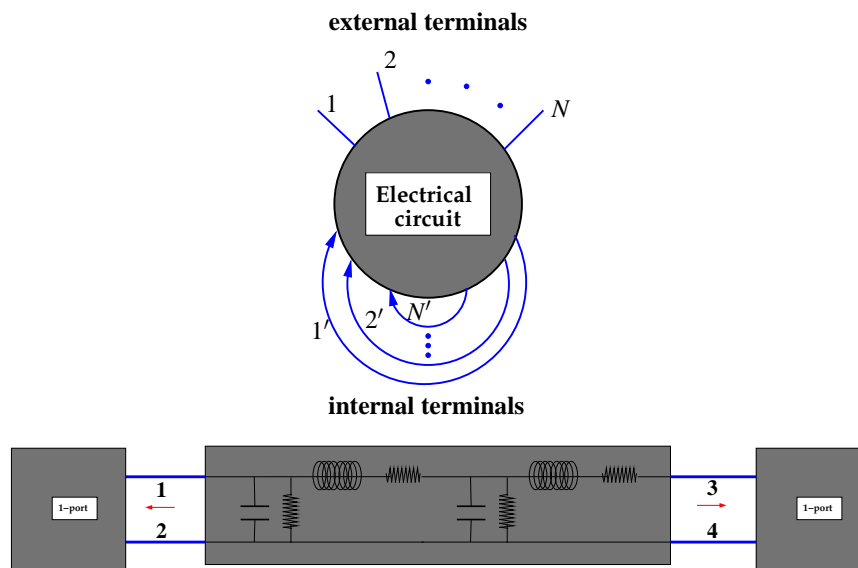 external terminals
2
1
N
Electrical
circuit
N′
2′
1′
internal terminals
1
3
1-port
1-port
2
4